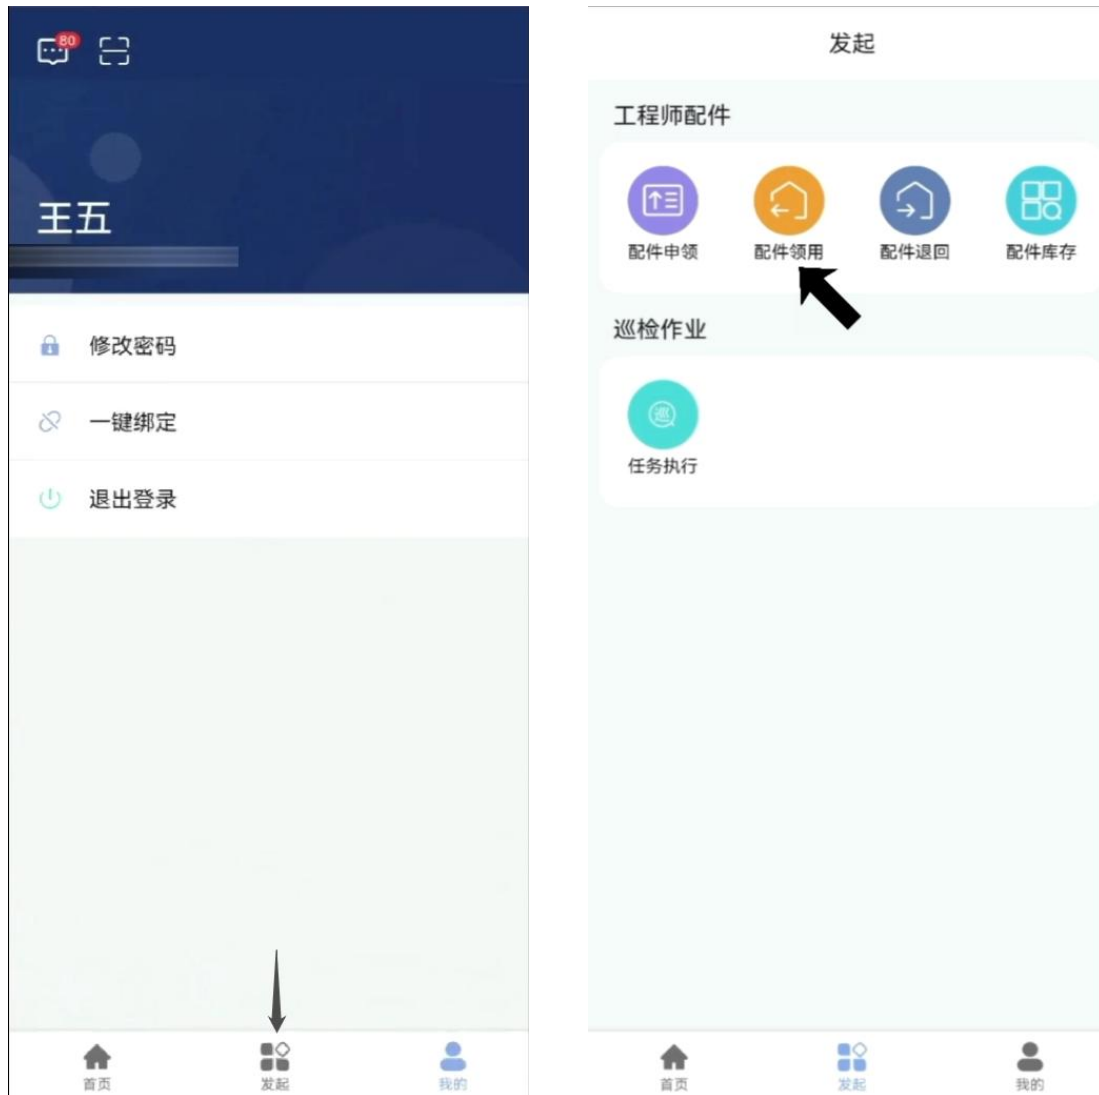 80
王五
修改密码
一键绑定
退出登录
首页
发起
我的
发起
工程师配件
配件申领
配件领用
配件退回
配件库存
巡检作业
巡
任务执行
首页
发起
我的